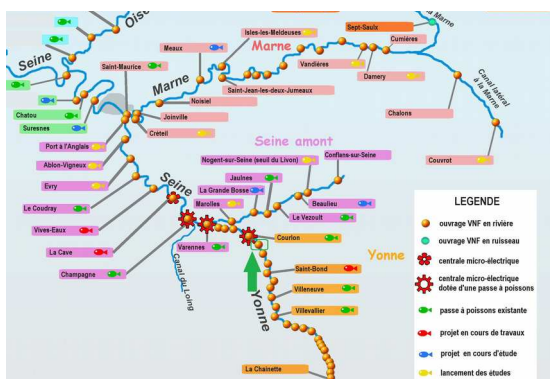 Oise
Sept-Saulx
la Marne
Isles-les-Meldeuses
Cumières
Meaux
Marne
Seine
Saint-Maurice
Vandières
Damery
Marne
Canal latéral
à la Marne
Saint-Jean-les-deux-Jumeaux
Noisiel
Chatou
Joinville
Chalons
Suresnes
Créteil
Port à l'Anglais
Seine amont
Ablon-Vigneux
Nogent-sur-Seine (seuil du Livon)
Conflans-sur-Seine
Couvrot
Evry
Seine
Jaulnes
La Grande Bosse
Le Coudray
Marolles
Beaulieu
Vives-Eaux
Le Vezoult
La Cave
Varennes
Courlon
Yonne
Champagne
Canal du Loing
Saint-Bond
Yonne
Villeneuve
Villevallier
La Chainette
LEGENDE
ouvrage VNF en rivière
ouvrage VNF en ruisseau
centrale micro-électrique
centrale micro-électrique
dotée d'une passe à poissons
passe à poissons existante
projet en cours de travaux
projet en cours d'étude
lancement des études